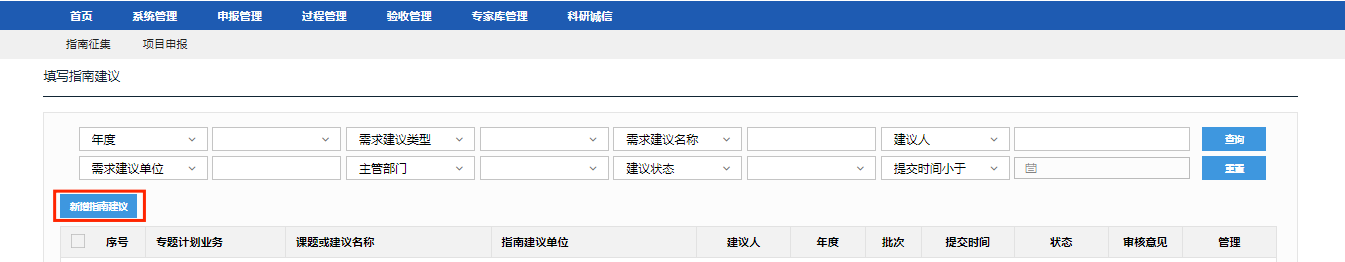 首页 系统管理 申报管理 过程管理 验收管理 专家库管理 科研诚信
指南征集 项目申报
填写指南建议
年度 需求建议类型 需求建议名称 建议人 查询
需求建议单位 主管部门 建议状态 提交时间小于 重置
新增指南建议
序号 专题计划业务 课题或建议名称 指南建议单位 建议人 年度 批次 提交时间 状态 审核意见 管理